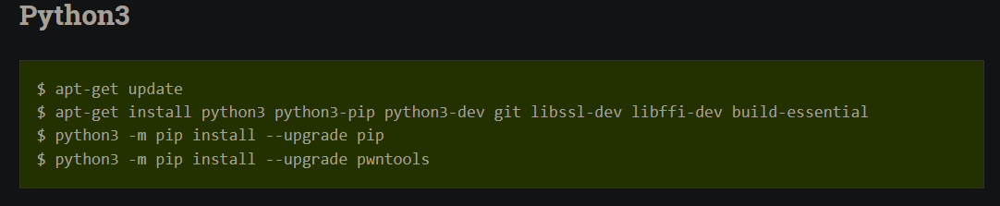 Python3
$ apt-get update
$ apt-get install python3 python3-pip python3-dev git libssl-dev libffi-dev build-essential
$ python3 -m pip install --upgrade pip
$ python3 -m pip install --upgrade pwntools